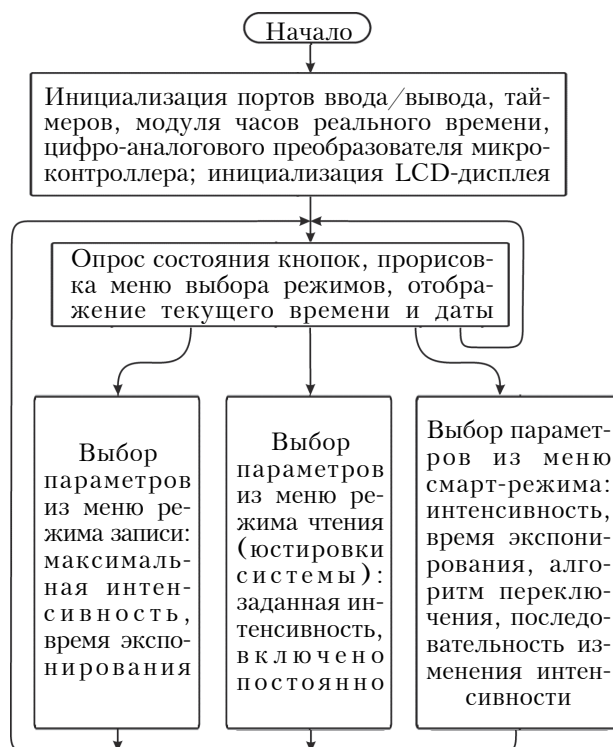 Начало
Инициализация портов ввода/вывода, тай-
меров, модуля часов реального времени,
цифро-аналогового преобразователя микро-
контроллера; инициализация LCD-дисплея
Опрос состояния кнопок, прорисов-
ка меню выбора режимов, отобра-
жение текущего времени и даты
Выбор
параметров
из меню ре-
жима записи:
максималь-
ная интен-
сивность,
время экспо-
нирования
Выбор
параметров
из меню ре-
жима чтения
(юстировки
системы):
заданная ин-
тенсивность,
включено
постоянно
Выбор парамет-
ров из меню
смарт-режима:
интенсивность,
время экспони-
рования, алго-
ритм переклю-
чения, последо-
вательность из-
менения интен-
сивности